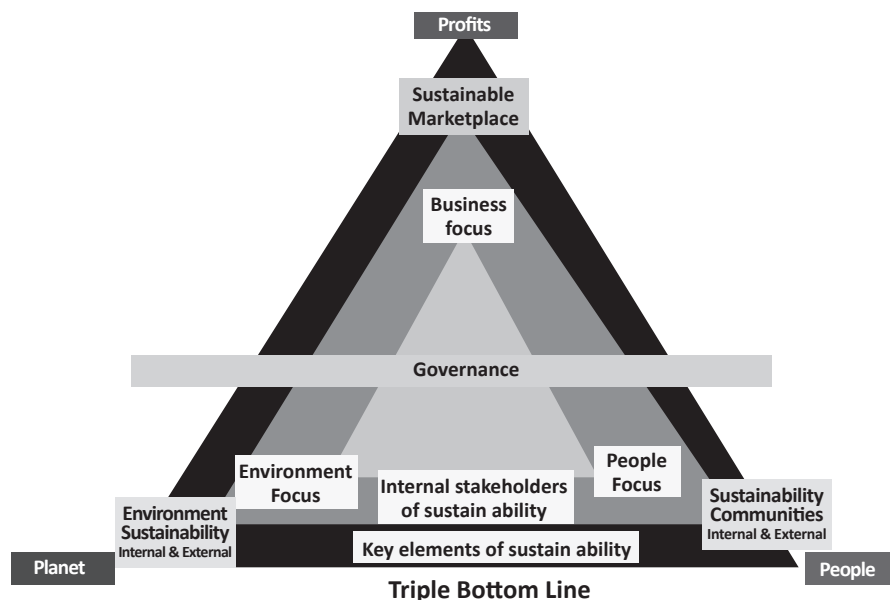 Profits
Sustainable
Marketplace
Business
focus
Governance
Environment
Focus
People
Focus
Internal stakeholders
of sustain ability
Environment
Sustainability
Internal & External
Sustainability
Communities
Internal & External
Key elements of sustain ability
Planet
People
Triple Bottom Line